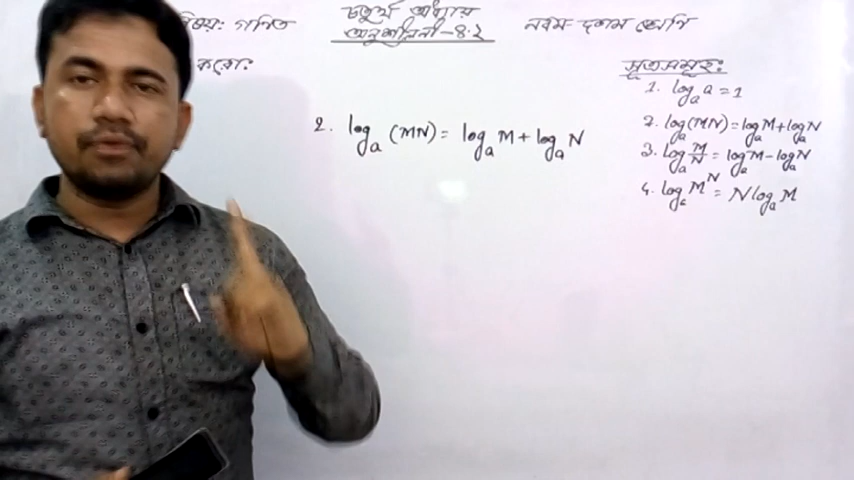 বিষয়: গণিত
চতুর্থ অধ্যায়
অনুশীলনী-৪.২
নবম-দশম শ্রেণি
করো:
2. log_a (MN) = log_a M + log_a N
সূত্রসমূহ:
1. log_a a = 1
2. log_a (MN) = log_a M + log_a N
3. log_a M/N = log_a M - log_a N
4. log_a M^N = N log_a M